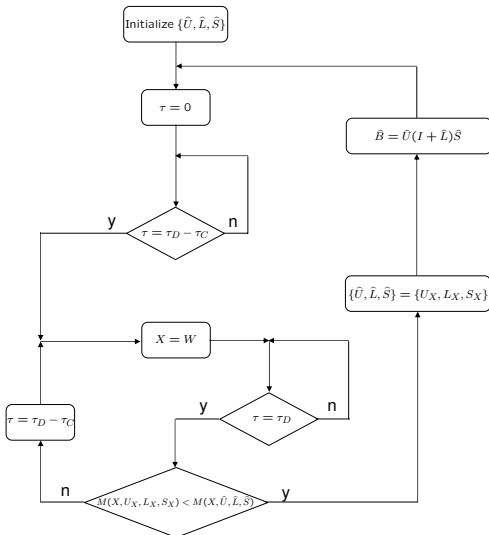 Initialize {Û, L̂, Ŝ}
τ = 0
B̂ = Û(I + L̂)Ŝ
y
τ = τ_D − τ_C
n
{Û, L̂, Ŝ} = {U_X, L_X, S_X}
X = W
y
τ = τ_D
n
τ = τ_D − τ_C
n
M(X, U_X, L_X, S_X) < M(X, Û, L̂, Ŝ)
y